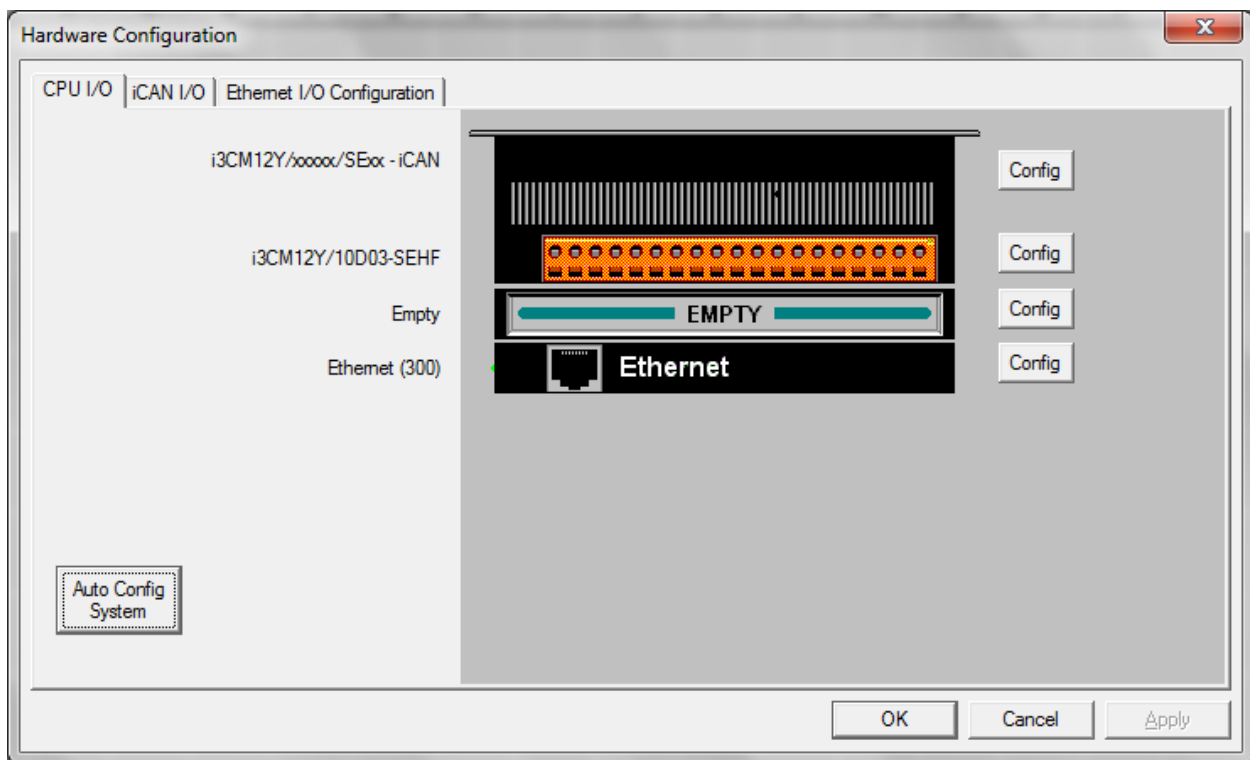 Hardware Configuration
CPU I/O
iCAN I/O
Ethernet I/O Configuration
i3CM12Y/xxxxx/SExx - iCAN
Config
i3CM12Y/10D03-SEHF
Config
Empty
EMPTY
Config
Ethernet (300)
Ethernet
Config
Auto Config
System
OK
Cancel
Apply